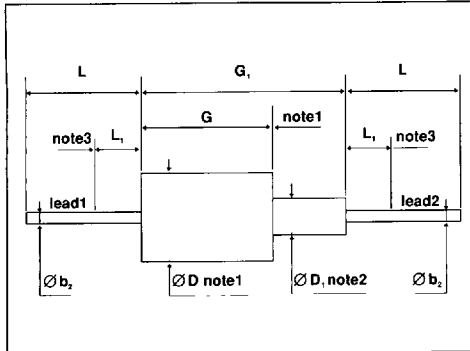 L G₁ L
G note1
note3 L₁ L₁ note3
lead1 lead2
∅ b₂ ∅ D note1 ∅ D₁ note2 ∅ b₂